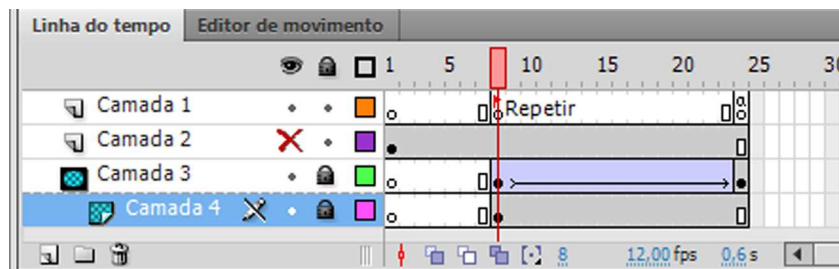 Linha do tempo Editor de movimento
1 5 10 15 20 25 30
Camada 1 Repetir a
Camada 2
Camada 3
Camada 4
8 12,00 fps 0,6 s